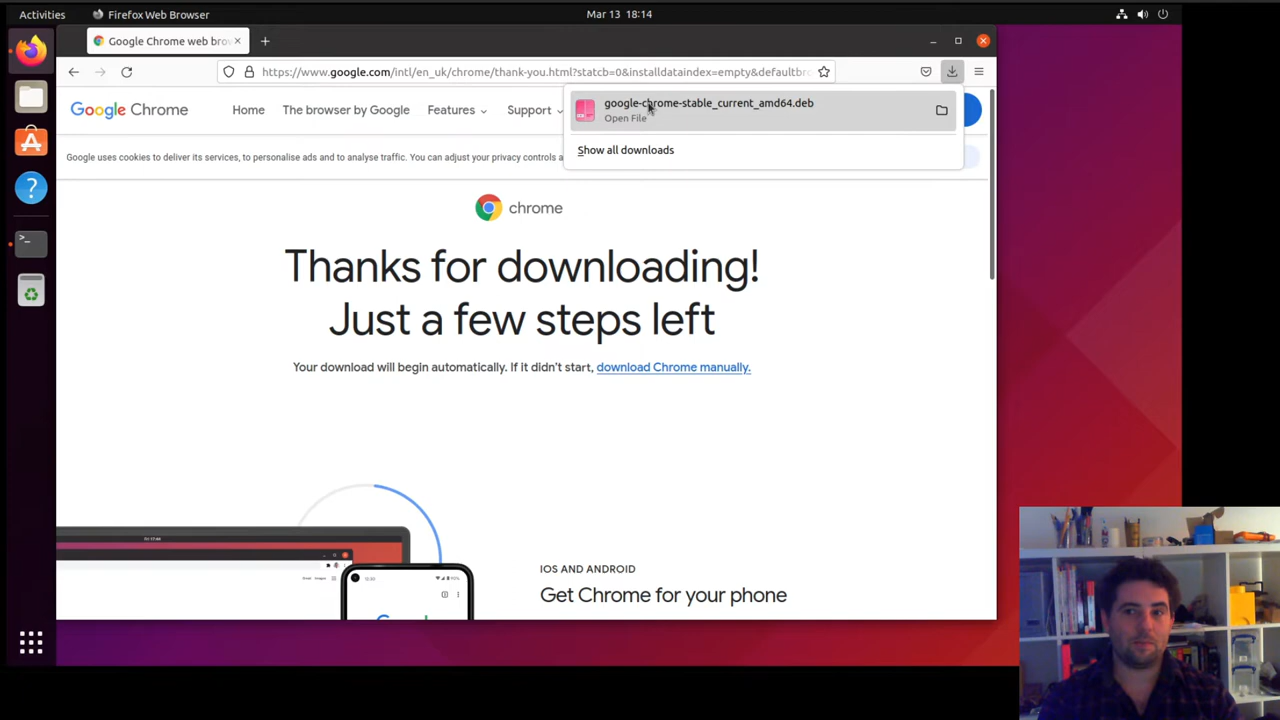 Activities
Firefox Web Browser
Mar 13 18:14
Google Chrome web brow
https://www.google.com/intl/en_uk/chrome/thank-you.html?statcb=0&installdataindex=empty&defaultbr
Google Chrome
Home
The browser by Google
Features
Support
google-chrome-stable_current_amd64.deb
Open File
Show all downloads
Google uses cookies to deliver its services, to personalise ads and to analyse traffic. You can adjust your privacy controls a
chrome
Thanks for downloading!
Just a few steps left
Your download will begin automatically. If it didn't start, download Chrome manually.
IOS AND ANDROID
Get Chrome for your phone